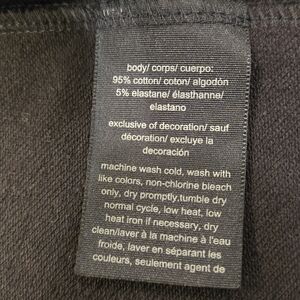 body/ corps/ cuerpo:
95% cotton/ coton/ algodón
5% elastane/ élasthanne/
elastano
exclusive of decoration/ sauf
décoration/ excluye la
decoración
machine wash cold, wash with
like colors, non-chlorine bleach
only, dry promptly.tumble dry
normal cycle, low heat, low
heat iron if necessary, dry
clean/laver à la machine à l'eau
froide, laver en séparant les
couleurs, seulement agent de